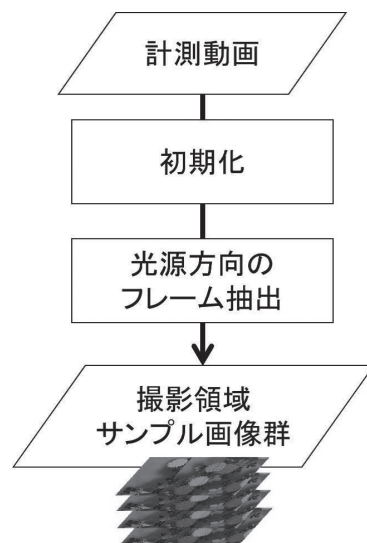 計測動画
初期化
光源方向の
フレーム抽出
撮影領域
サンプル画像群